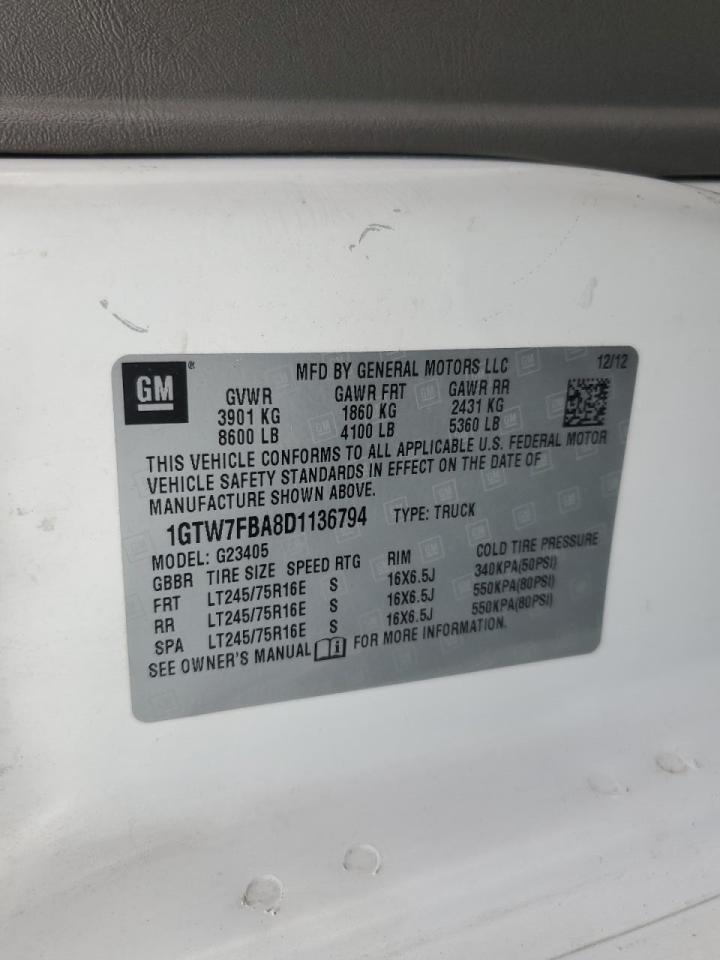 GM® MFD BY GENERAL MOTORS LLC 12/12
GVWR GAWR FRT GAWR RR
3901 KG 1860 KG 2431 KG
8600 LB 4100 LB 5360 LB
THIS VEHICLE CONFORMS TO ALL APPLICABLE U.S. FEDERAL MOTOR
VEHICLE SAFETY STANDARDS IN EFFECT ON THE DATE OF
MANUFACTURE SHOWN ABOVE.
1GTW7FBA8D1136794 TYPE: TRUCK
MODEL: G23405
GBBR TIRE SIZE SPEED RTG RIM COLD TIRE PRESSURE
FRT LT245/75R16E S 16X6.5J 340KPA(50PSI)
RR LT245/75R16E S 16X6.5J 550KPA(80PSI)
SPA LT245/75R16E S 16X6.5J 550KPA(80PSI)
SEE OWNER'S MANUAL i FOR MORE INFORMATION.